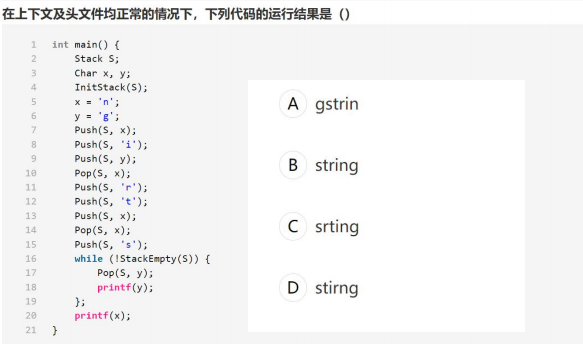 在上下文及头文件均正常的情况下，下列代码的运行结果是（）
1 int main() {
2 Stack S;
3 Char x, y;
4 InitStack(S);
5 x = 'n';
6 y = 'g';
7 Push(S, x);
8 Push(S, 'i');
9 Push(S, y);
10 Pop(S, x);
11 Push(S, 'r');
12 Push(S, 't');
13 Push(S, x);
14 Pop(S, x);
15 Push(S, 's');
16 while (!StackEmpty(S)) {
17 Pop(S, y);
18 printf(y);
19 };
20 printf(x);
21 }
A gstrin
B string
C srting
D stirng